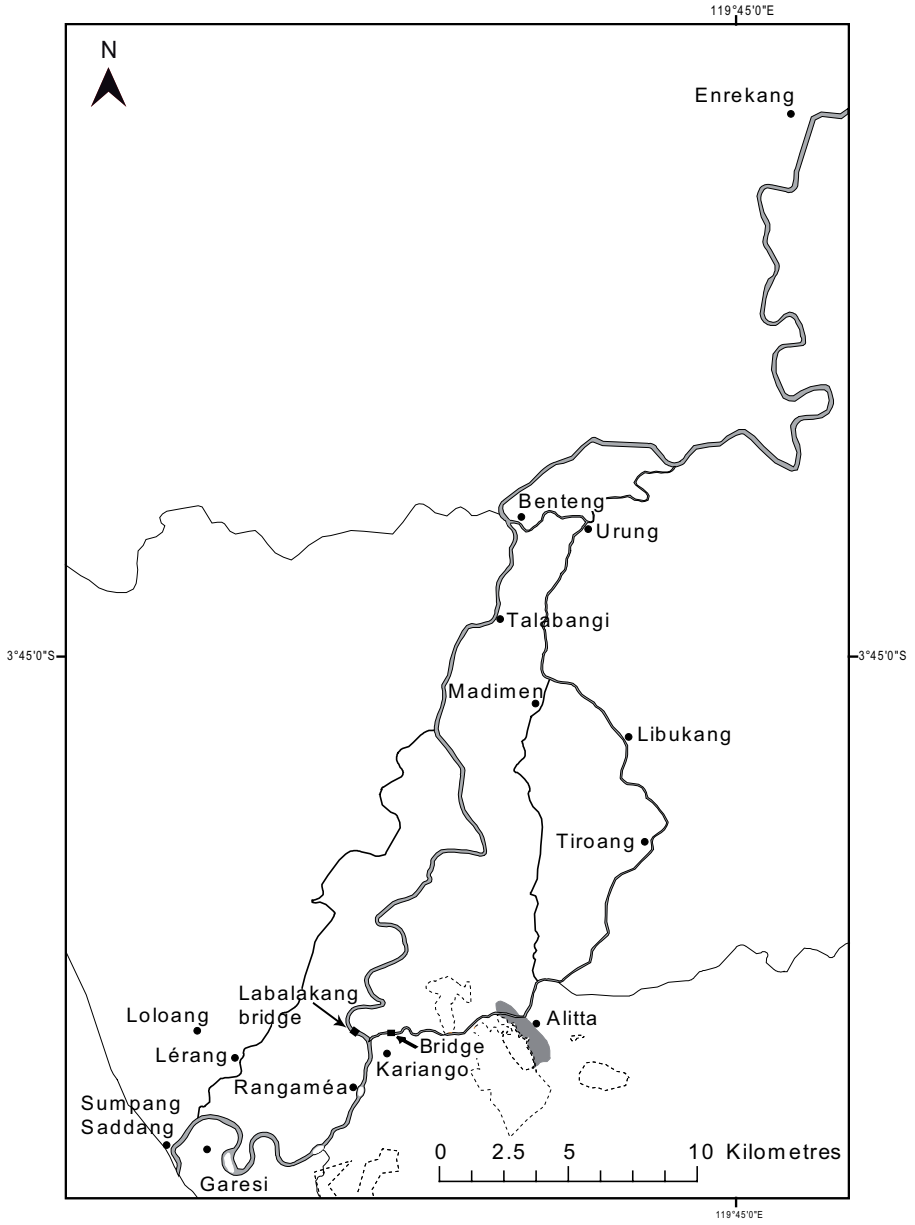 119°45'0"E
N
Enrekang
Benteng
Urung
Talabangi
3°45'0"S
3°45'0"S
Madimen
Libukang
Tiroang
Labalakang
bridge
Loloang
Alitta
Bridge
Lérang
Kariango
Rangaméa
Sumpang
Saddang
0 2.5 5 10 Kilometres
Garesi
119°45'0"E